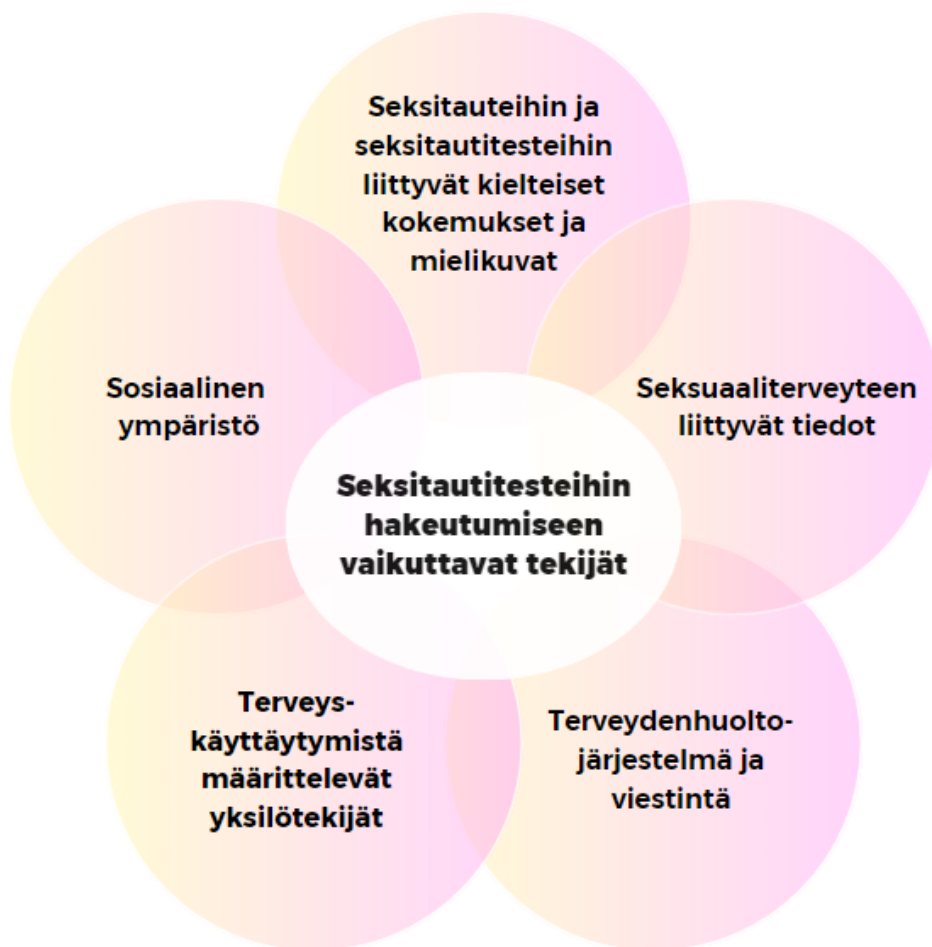 Seksitauteihin ja
seksitautitesteihin
liittyvät kielteiset
kokemukset ja
mielikuvat
Sosiaalinen
ympäristö
Seksuaaliterveyteen
liittyvät tiedot
Seksitautitesteihin
hakeutumiseen
vaikuttavat tekijät
Terveys-
käyttäytymistä
määrittelevät
yksilötekijät
Terveydenhuolto-
järjestelmä ja
viestintä